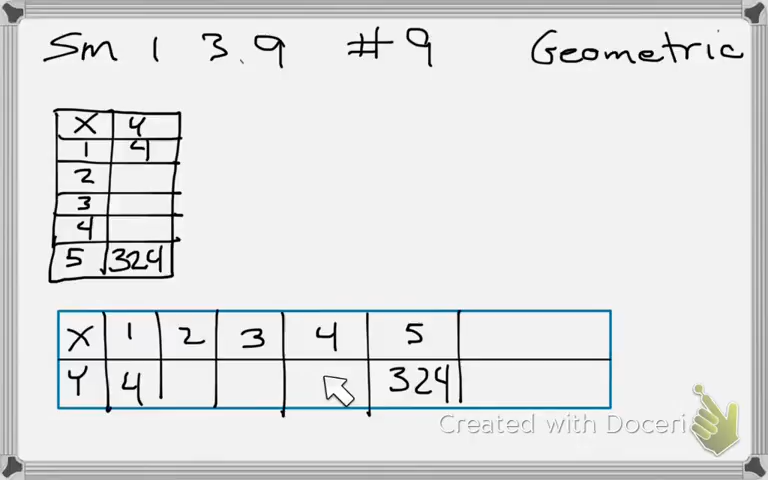 Sm 1 3.9 #9 Geometric
X Y
1 4
2
3
4
5 324
X 1 2 3 4 5
Y 4 324
Created with Doceri